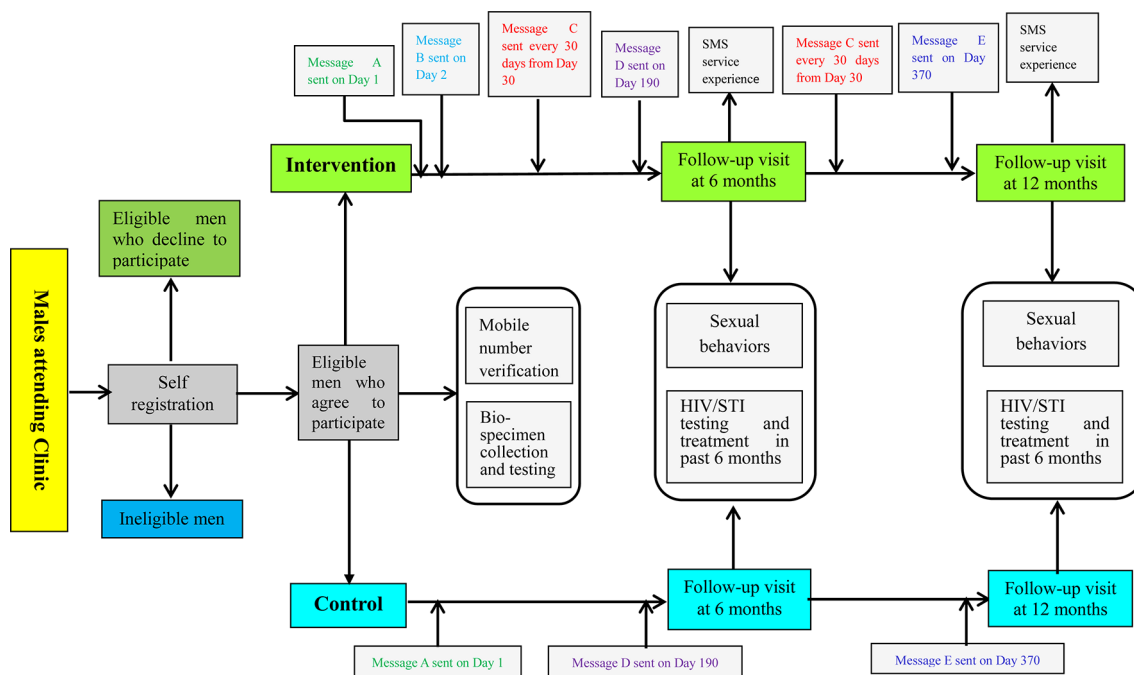 Message A
sent on Day 1
Message
B sent on
Day 2
Message C
sent every 30
days from Day
30
Message
D sent on
Day 190
SMS
service
experience
Message C sent
every 30 days
from Day 30
Message E
sent on Day
370
SMS
service
experience
Intervention
Follow-up visit
at 6 months
Follow-up visit
at 12 months
Males attending Clinic
Eligible men
who decline to
participate
Self
registration
Ineligible men
Eligible
men who
agree to
participate
Mobile
number
verification
Bio-
specimen
collection
and testing
Sexual
behaviors
HIV/STI
testing and
treatment in
past 6 months
Sexual
behaviors
HIV/STI
testing and
treatment in
past 6 months
Control
Follow-up visit
at 6 months
Follow-up visit
at 12 months
Message A sent on Day 1
Message D sent on Day 190
Message E sent on Day 370